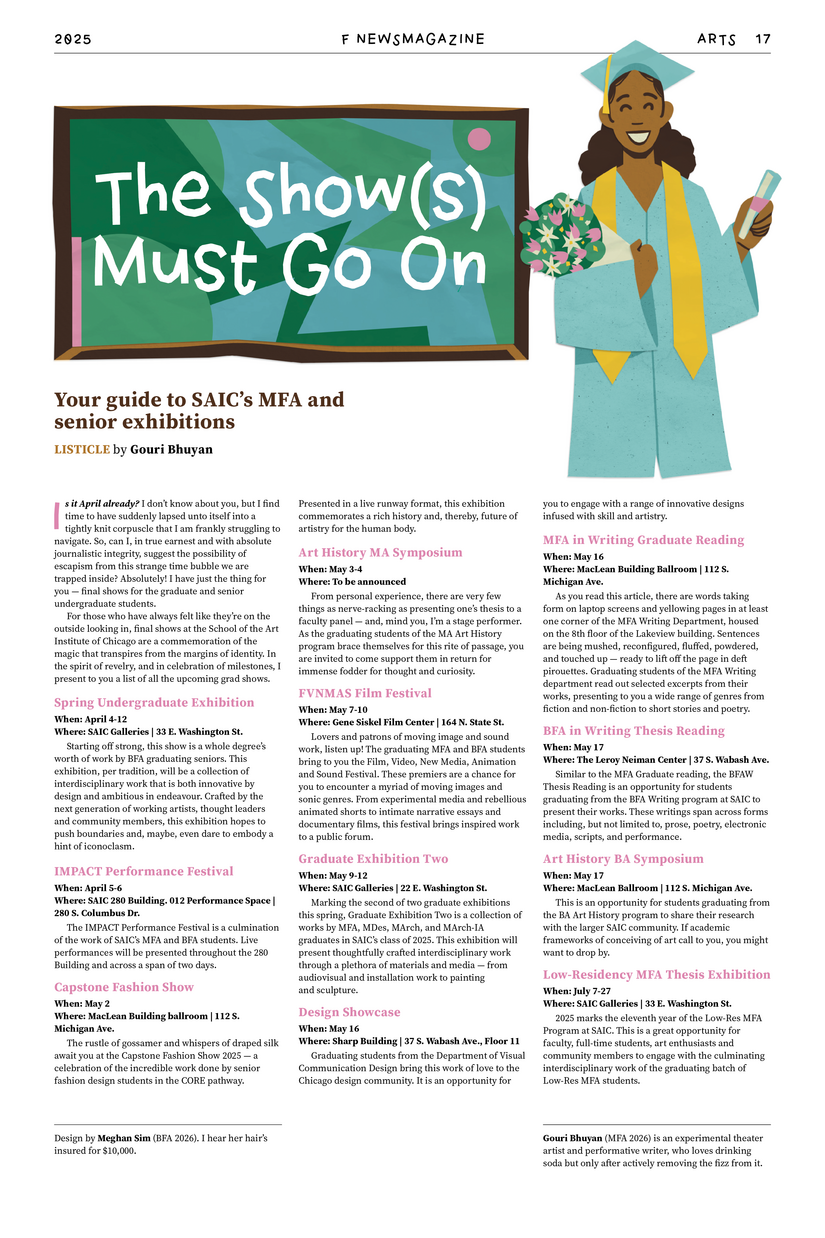 2025
F NEWSMAGAZINE
ARTS 17
The Show(s)
Must Go On
Your guide to SAIC’s MFA and
senior exhibitions
LISTICLE by Gouri Bhuyan
Is it April already? I don’t know about you, but I find
time to have suddenly lapsed unto itself into a
tightly knit corpuscle that I am frankly struggling to
navigate. So, can I, in true earnest and with absolute
journalistic integrity, suggest the possibility of
escapism from this strange time bubble we are
trapped inside? Absolutely! I have just the thing for
you — final shows for the graduate and senior
undergraduate students.
For those who have always felt like they’re on the
outside looking in, final shows at the School of the Art
Institute of Chicago are a commemoration of the
magic that transpires from the margins of identity. In
the spirit of revelry, and in celebration of milestones, I
present to you a list of all the upcoming grad shows.
Spring Undergraduate Exhibition
When: April 4-12
Where: SAIC Galleries | 33 E. Washington St.
Starting off strong, this show is a whole degree’s
worth of work by BFA graduating seniors. This
exhibition, per tradition, will be a collection of
interdisciplinary work that is both innovative by
design and ambitious in endeavour. Crafted by the
next generation of working artists, thought leaders
and community members, this exhibition hopes to
push boundaries and, maybe, even dare to embody a
hint of iconoclasm.
IMPACT Performance Festival
When: April 5-6
Where: SAIC 280 Building. 012 Performance Space |
280 S. Columbus Dr.
The IMPACT Performance Festival is a culmination
of the work of SAIC’s MFA and BFA students. Live
performances will be presented throughout the 280
Building and across a span of two days.
Capstone Fashion Show
When: May 2
Where: MacLean Building ballroom | 112 S.
Michigan Ave.
The rustle of gossamer and whispers of draped silk
await you at the Capstone Fashion Show 2025 — a
celebration of the incredible work done by senior
fashion design students in the CORE pathway.
Presented in a live runway format, this exhibition
commemorates a rich history and, thereby, future of
artistry for the human body.
Art History MA Symposium
When: May 3-4
Where: To be announced
From personal experience, there are very few
things as nerve-racking as presenting one’s thesis to a
faculty panel — and, mind you, I’m a stage performer.
As the graduating students of the MA Art History
program brace themselves for this rite of passage, you
are invited to come support them in return for
immense fodder for thought and curiosity.
FVNMAS Film Festival
When: May 7-10
Where: Gene Siskel Film Center | 164 N. State St.
Lovers and patrons of moving image and sound
work, listen up! The graduating MFA and BFA students
bring to you the Film, Video, New Media, Animation
and Sound Festival. These premiers are a chance for
you to encounter a myriad of moving images and
sonic genres. From experimental media and rebellious
animated shorts to intimate narrative essays and
documentary films, this festival brings inspired work
to a public forum.
Graduate Exhibition Two
When: May 9-12
Where: SAIC Galleries | 22 E. Washington St.
Marking the second of two graduate exhibitions
this spring, Graduate Exhibition Two is a collection of
works by MFA, MDes, MArch, and MArch-IA
graduates in SAIC’s class of 2025. This exhibition will
present thoughtfully crafted interdisciplinary work
through a plethora of materials and media — from
audiovisual and installation work to painting
and sculpture.
Design Showcase
When: May 16
Where: Sharp Building | 37 S. Wabash Ave., Floor 11
Graduating students from the Department of Visual
Communication Design bring this work of love to the
Chicago design community. It is an opportunity for
you to engage with a range of innovative designs
infused with skill and artistry.
MFA in Writing Graduate Reading
When: May 16
Where: MacLean Building Ballroom | 112 S.
Michigan Ave.
As you read this article, there are words taking
form on laptop screens and yellowing pages in at least
one corner of the MFA Writing Department, housed
on the 8th floor of the Lakeview building. Sentences
are being mushed, reconfigured, fluffed, powdered,
and touched up — ready to lift off the page in deft
pirouettes. Graduating students of the MFA Writing
department read out selected excerpts from their
works, presenting to you a wide range of genres from
fiction and non-fiction to short stories and poetry.
BFA in Writing Thesis Reading
When: May 17
Where: The Leroy Neiman Center | 37 S. Wabash Ave.
Similar to the MFA Graduate reading, the BFAW
Thesis Reading is an opportunity for students
graduating from the BFA Writing program at SAIC to
present their works. These writings span across forms
including, but not limited to, prose, poetry, electronic
media, scripts, and performance.
Art History BA Symposium
When: May 17
Where: MacLean Ballroom | 112 S. Michigan Ave.
This is an opportunity for students graduating from
the BA Art History program to share their research
with the larger SAIC community. If academic
frameworks of conceiving of art call to you, you might
want to drop by.
Low-Residency MFA Thesis Exhibition
When: July 7-27
Where: SAIC Galleries | 33 E. Washington St.
2025 marks the eleventh year of the Low-Res MFA
Program at SAIC. This is a great opportunity for
faculty, full-time students, art enthusiasts and
community members to engage with the culminating
interdisciplinary work of the graduating batch of
Low-Res MFA students.
Design by Meghan Sim (BFA 2026). I hear her hair’s
insured for $10,000.
Gouri Bhuyan (MFA 2026) is an experimental theater
artist and performative writer, who loves drinking
soda but only after actively removing the fizz from it.